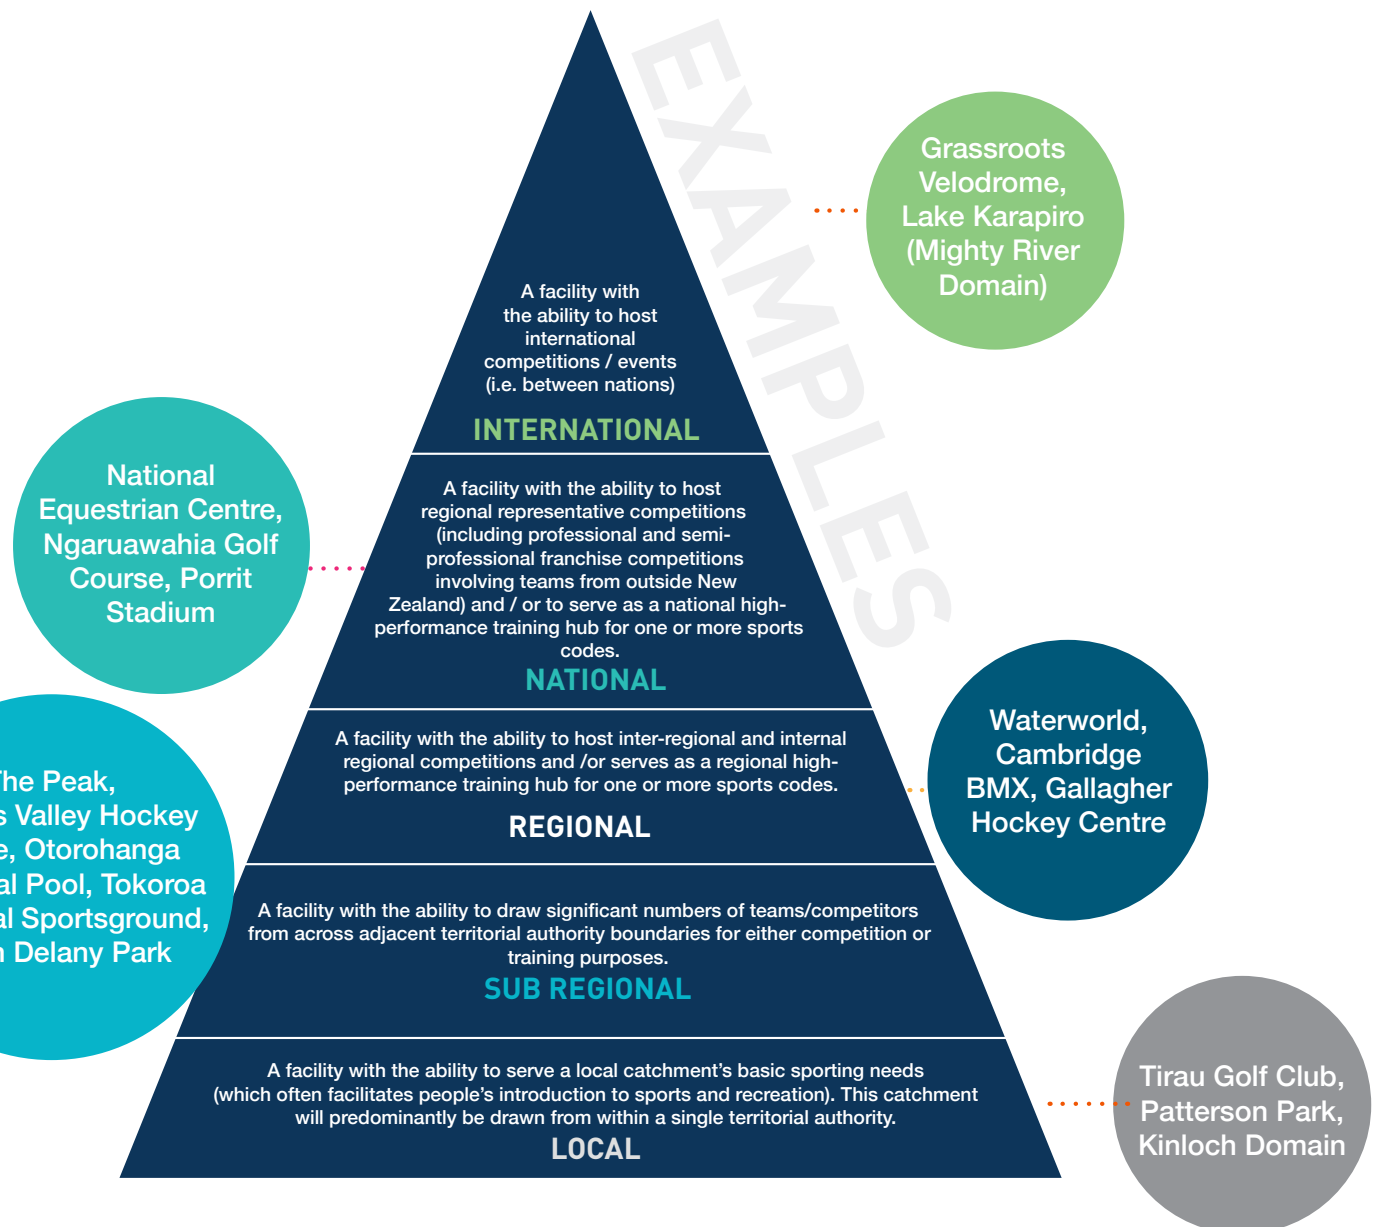 EXAMPLES
Grassroots
Velodrome,
Lake Karapiro
(Mighty River
Domain)
A facility with
the ability to host
international
competitions / events
(i.e. between nations)
INTERNATIONAL
National
Equestrian Centre,
Ngaruawahia Golf
Course, Porrit
Stadium
A facility with the ability to host
regional representative competitions
(including professional and semi-
professional franchise competitions
involving teams from outside New
Zealand) and / or to serve as a national high-
performance training hub for one or more sports
codes.
NATIONAL
Waterworld,
Cambridge
BMX, Gallagher
Hockey Centre
A facility with the ability to host inter-regional and internal
regional competitions and /or serves as a regional high-
performance training hub for one or more sports codes.
REGIONAL
Peak,
Valley Hockey
Otorohanga
Pool, Tokoroa
Sportsground,
Delany Park
A facility with the ability to draw significant numbers of teams/competitors
from across adjacent territorial authority boundaries for either competition or
training purposes.
SUB REGIONAL
A facility with the ability to serve a local catchment's basic sporting needs
(which often facilitates people's introduction to sports and recreation). This catchment
will predominantly be drawn from within a single territorial authority.
LOCAL
Tirau Golf Club,
Patterson Park,
Kinloch Domain